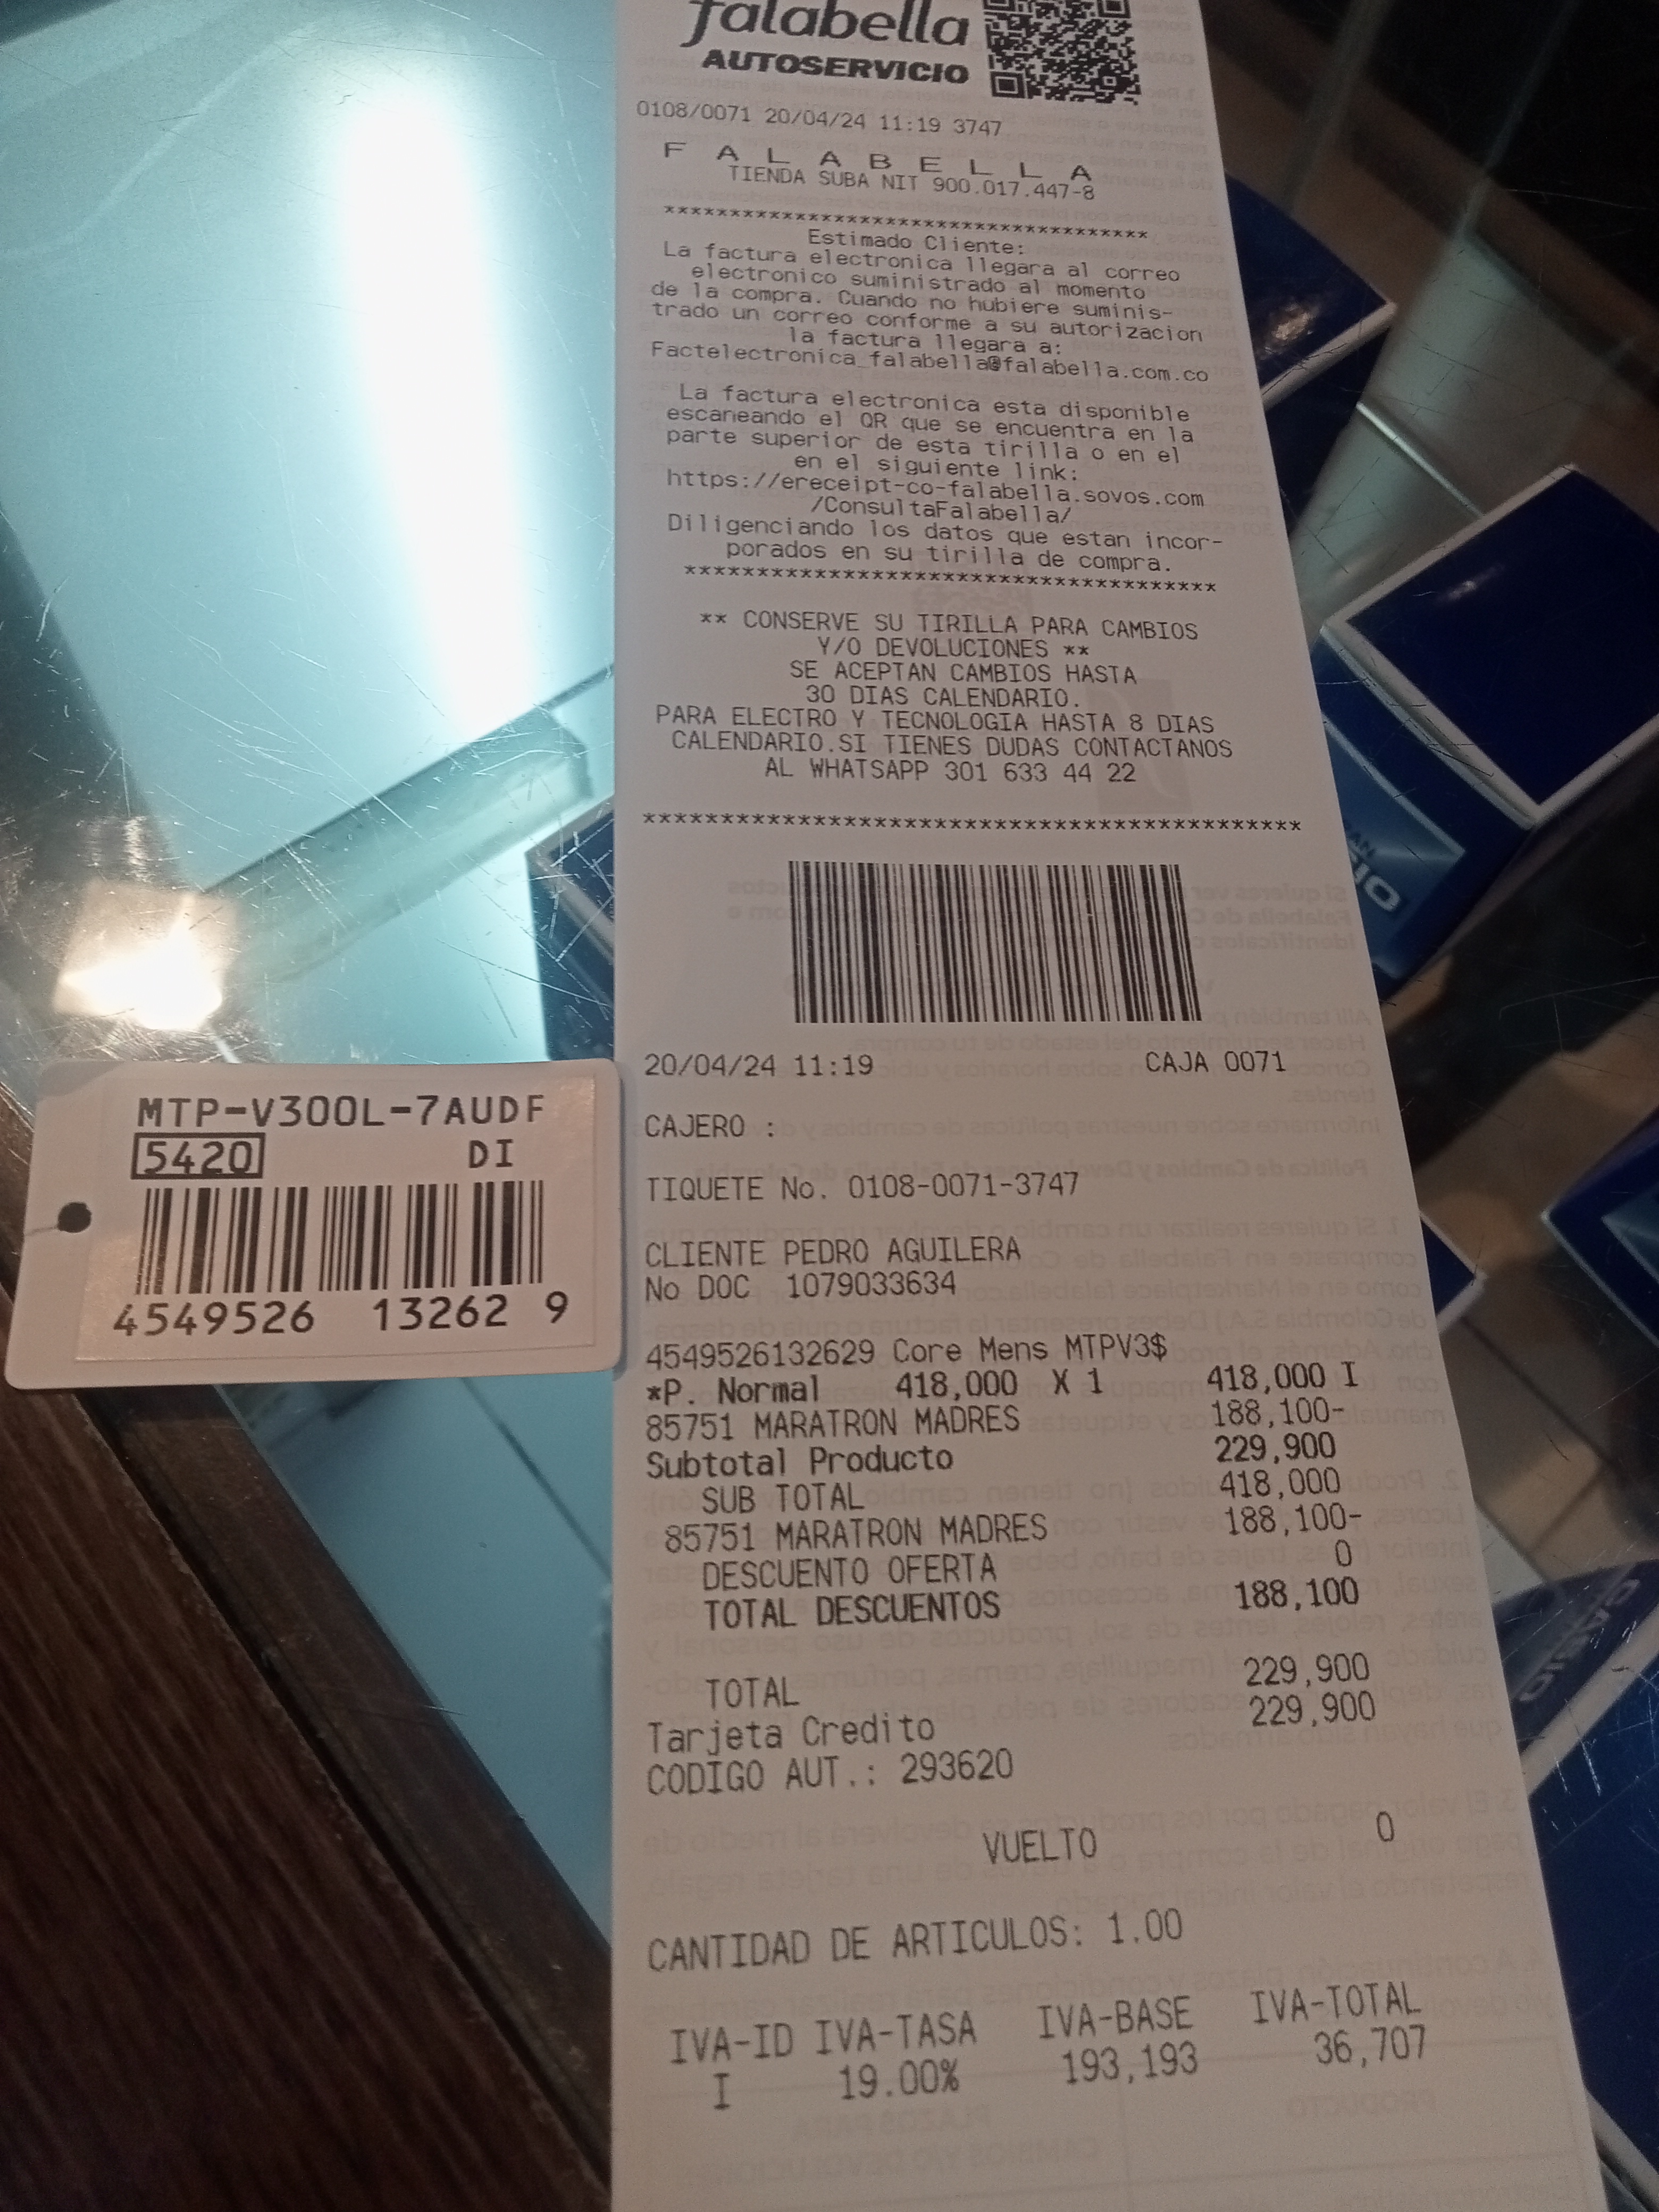 falabella
AUTOSERVICIO
0108/0071 20/04/24 11:19 3747
F A L A B E L L A
TIENDA SUBA NIT 900.017.447-8
****************************************
Estimado Cliente:
La factura electronica llegara al correo
electronico suministrado al momento
de la compra. Cuando no hubiere suminis-
trado un correo conforme a su autorizacion
la factura llegara a:
Factelectronica_falabella@falabella.com.co
La factura electronica esta disponible
escaneando el QR que se encuentra en la
parte superior de esta tirilla o en el
en el siguiente link:
https://ereceipt-co-falabella.sovos.com
/ConsultaFalabella/
Diligenciando los datos que estan incor-
porados en su tirilla de compra.
****************************************
** CONSERVE SU TIRILLA PARA CAMBIOS
Y/O DEVOLUCIONES **
SE ACEPTAN CAMBIOS HASTA
30 DIAS CALENDARIO.
PARA ELECTRO Y TECNOLOGIA HASTA 8 DIAS
CALENDARIO.SI TIENES DUDAS CONTACTANOS
AL WHATSAPP 301 633 44 22
********************************************
20/04/24 11:19 CAJA 0071
CAJERO :
TIQUETE No. 0108-0071-3747
CLIENTE PEDRO AGUILERA
No DOC 1079033634
4549526132629 Core Mens MTPV3$
*P. Normal 418,000 X 1 418,000 I
85751 MARATRON MADRES 188,100-
Subtotal Producto 229,900
SUB TOTAL 418,000
85751 MARATRON MADRES 188,100-
DESCUENTO OFERTA 0
TOTAL DESCUENTOS 188,100
TOTAL 229,900
Tarjeta Credito 229,900
CODIGO AUT.: 293620
VUELTO 0
CANTIDAD DE ARTICULOS: 1.00
IVA-ID IVA-TASA IVA-BASE IVA-TOTAL
I 19.00% 193,193 36,707
MTP-V300L-7AUDF
5420 DI
4549526 13262 9
CASIO